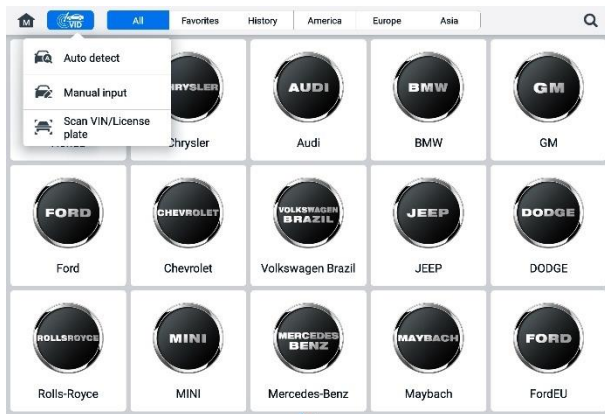 M
VID
All
Favorites
History
America
Europe
Asia
Auto detect
Manual input
Scan VIN/License
plate
HRYSLER
AUDI
BMW
GM
Chrysler
Audi
BMW
GM
FORD
CHEVROLET
VOLKSWAGEN
BRAZIL
JEEP
DODGE
Ford
Chevrolet
Volkswagen Brazil
JEEP
DODGE
ROLLSROYCE
MINI
MERCEDES
BENZ
MAYBACH
FORD
Rolls-Royce
MINI
Mercedes-Benz
Maybach
FordEU